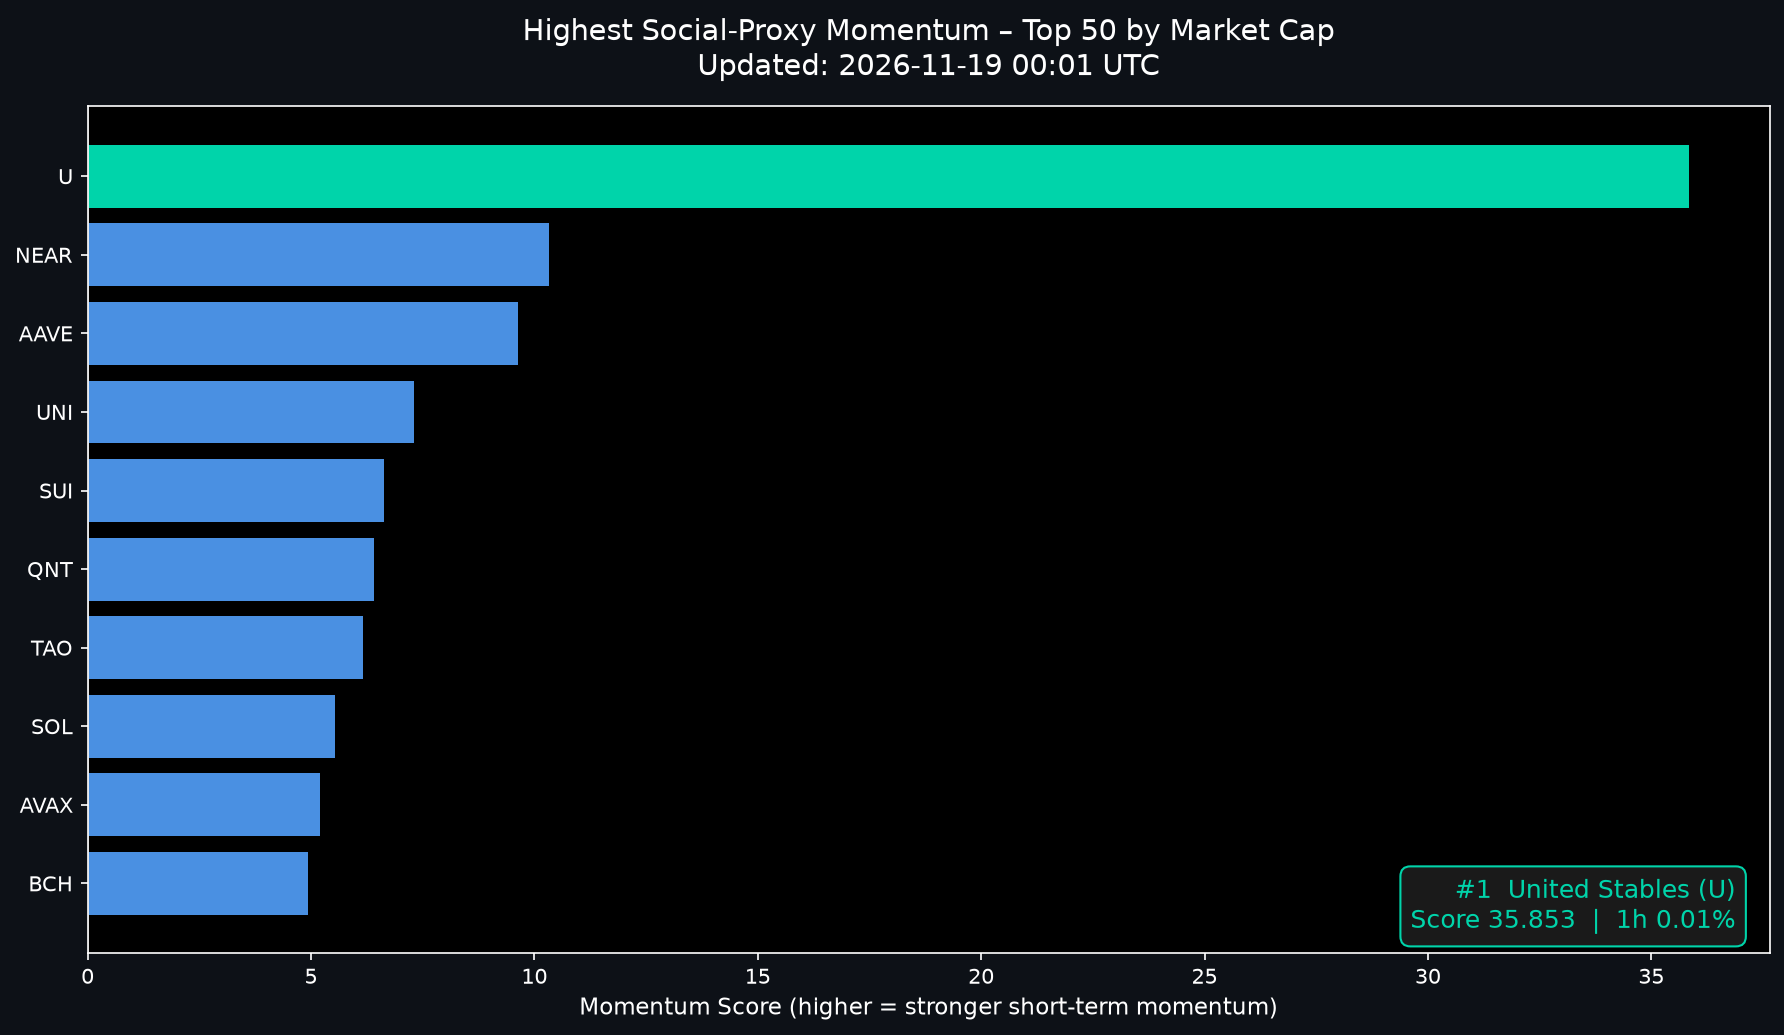 Highest Social-Proxy Momentum – Top 50 by Market Cap
Updated: 2026-11-19 00:01 UTC
U
NEAR
AAVE
UNI
SUI
QNT
TAO
SOL
AVAX
BCH
#1  United Stables (U)
Score 35.853  |  1h 0.01%
0 5 10 15 20 25 30 35
Momentum Score (higher = stronger short-term momentum)